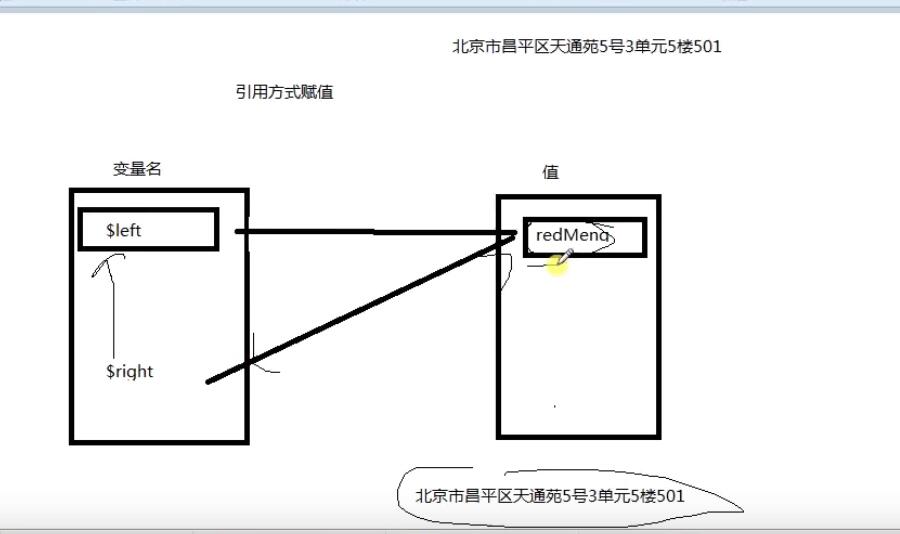 北京市昌平区天通苑5号3单元5楼501
引用方式赋值
变量名
值
$left
redMeng
$right
北京市昌平区天通苑5号3单元5楼501